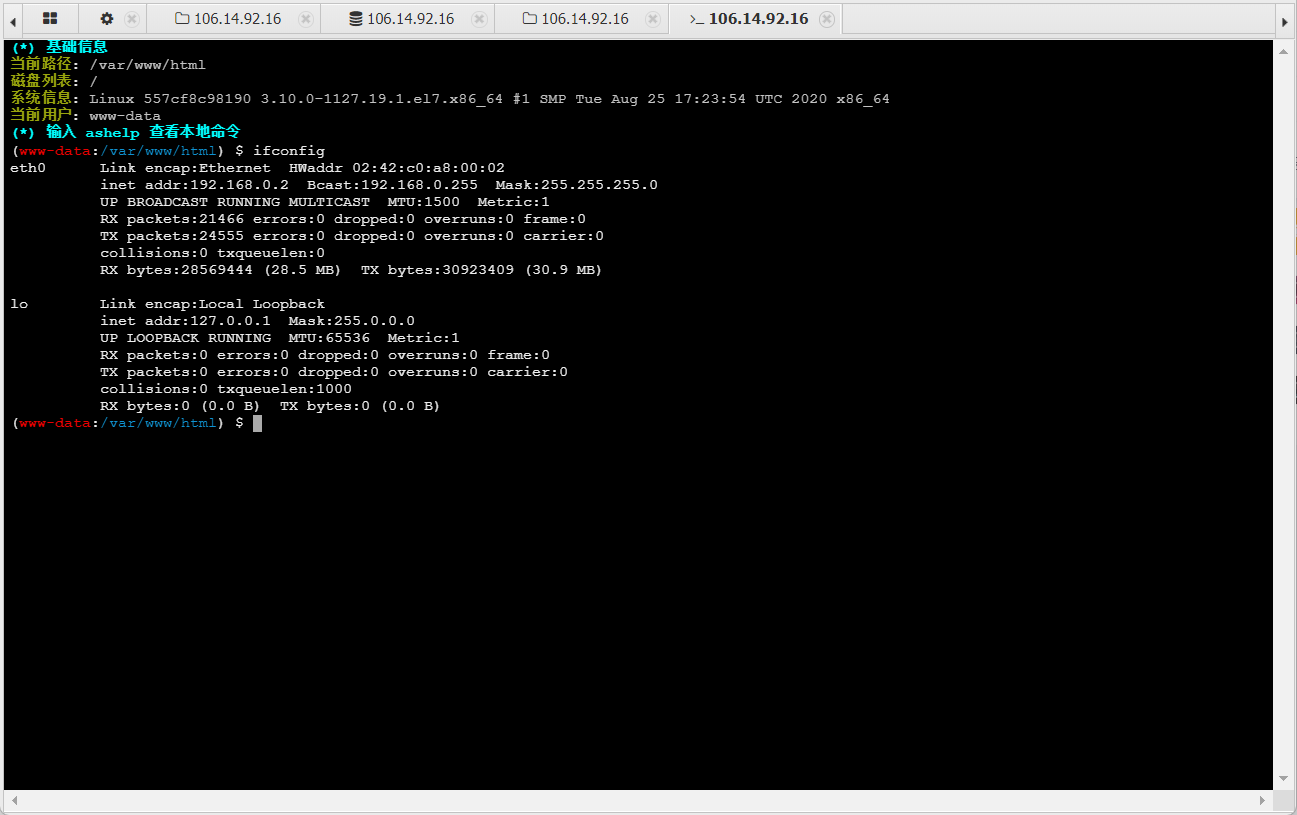 106.14.92.16 106.14.92.16 106.14.92.16 >_ 106.14.92.16
(*) 基础信息
当前路径: /var/www/html
磁盘列表: /
系统信息: Linux 557cf8c98190 3.10.0-1127.19.1.el7.x86_64 #1 SMP Tue Aug 25 17:23:54 UTC 2020 x86_64
当前用户: www-data
(*) 输入 ashelp 查看本地命令
(www-data:/var/www/html) $ ifconfig
eth0      Link encap:Ethernet  HWaddr 02:42:c0:a8:00:02
          inet addr:192.168.0.2  Bcast:192.168.0.255  Mask:255.255.255.0
          UP BROADCAST RUNNING MULTICAST  MTU:1500  Metric:1
          RX packets:21466 errors:0 dropped:0 overruns:0 frame:0
          TX packets:24555 errors:0 dropped:0 overruns:0 carrier:0
          collisions:0 txqueuelen:0
          RX bytes:28569444 (28.5 MB)  TX bytes:30923409 (30.9 MB)
lo        Link encap:Local Loopback
          inet addr:127.0.0.1  Mask:255.0.0.0
          UP LOOPBACK RUNNING  MTU:65536  Metric:1
          RX packets:0 errors:0 dropped:0 overruns:0 frame:0
          TX packets:0 errors:0 dropped:0 overruns:0 carrier:0
          collisions:0 txqueuelen:1000
          RX bytes:0 (0.0 B)  TX bytes:0 (0.0 B)
(www-data:/var/www/html) $